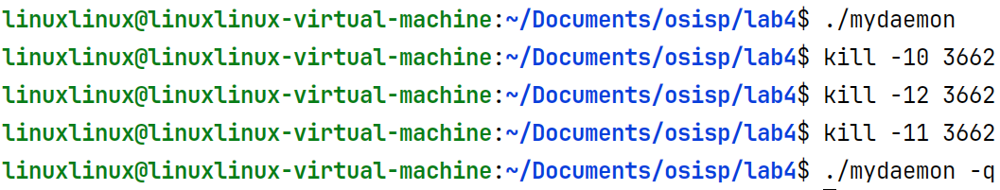 linuxlinux@linuxlinux-virtual-machine:~/Documents/osisp/lab4$ ./mydaemon
linuxlinux@linuxlinux-virtual-machine:~/Documents/osisp/lab4$ kill -10 3662
linuxlinux@linuxlinux-virtual-machine:~/Documents/osisp/lab4$ kill -12 3662
linuxlinux@linuxlinux-virtual-machine:~/Documents/osisp/lab4$ kill -11 3662
linuxlinux@linuxlinux-virtual-machine:~/Documents/osisp/lab4$ ./mydaemon -q